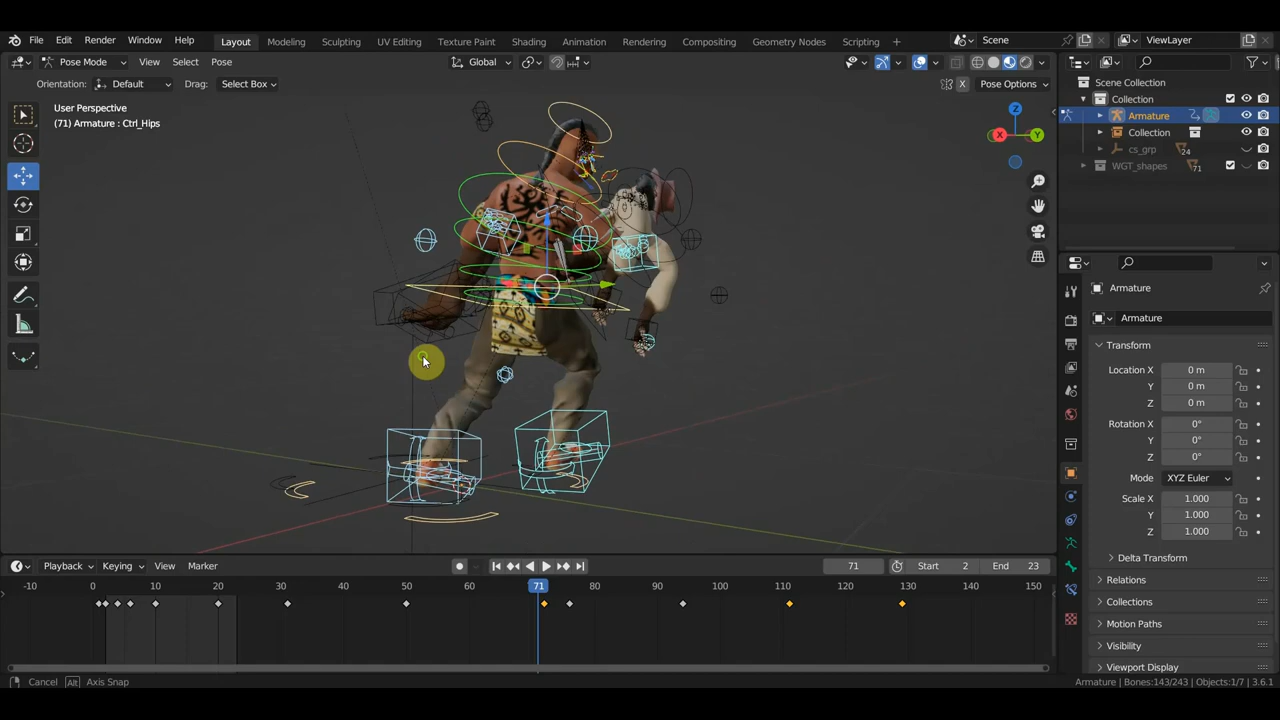 File Edit Render Window Help Layout Modeling Sculpting UV Editing Texture Paint Shading Animation Rendering Compositing Geometry Nodes Scripting + Scene ViewLayer
Pose Mode View Select Pose Global
Orientation: Default Drag: Select Box X Pose Options
User Perspective
(71) Armature : Ctrl_Hips
Z
X Y
Scene Collection
Collection
Armature
Collection
cs_grp 24
WGT_shapes 71
Armature
Armature
Transform
Location X 0 m
Y 0 m
Z 0 m
Rotation X 0°
Y 0°
Z 0°
Mode XYZ Euler
Scale X 1.000
Y 1.000
Z 1.000
Delta Transform
Relations
Collections
Motion Paths
Visibility
Viewport Display
Playback Keying View Marker 71 Start 2 End 23
-10 0 10 20 30 40 50 71 80 90 100 110 120 130 140 150
Cancel Alt Axis Snap
Armature | Bones:143/243 | Objects:1/7 | 3.6.1